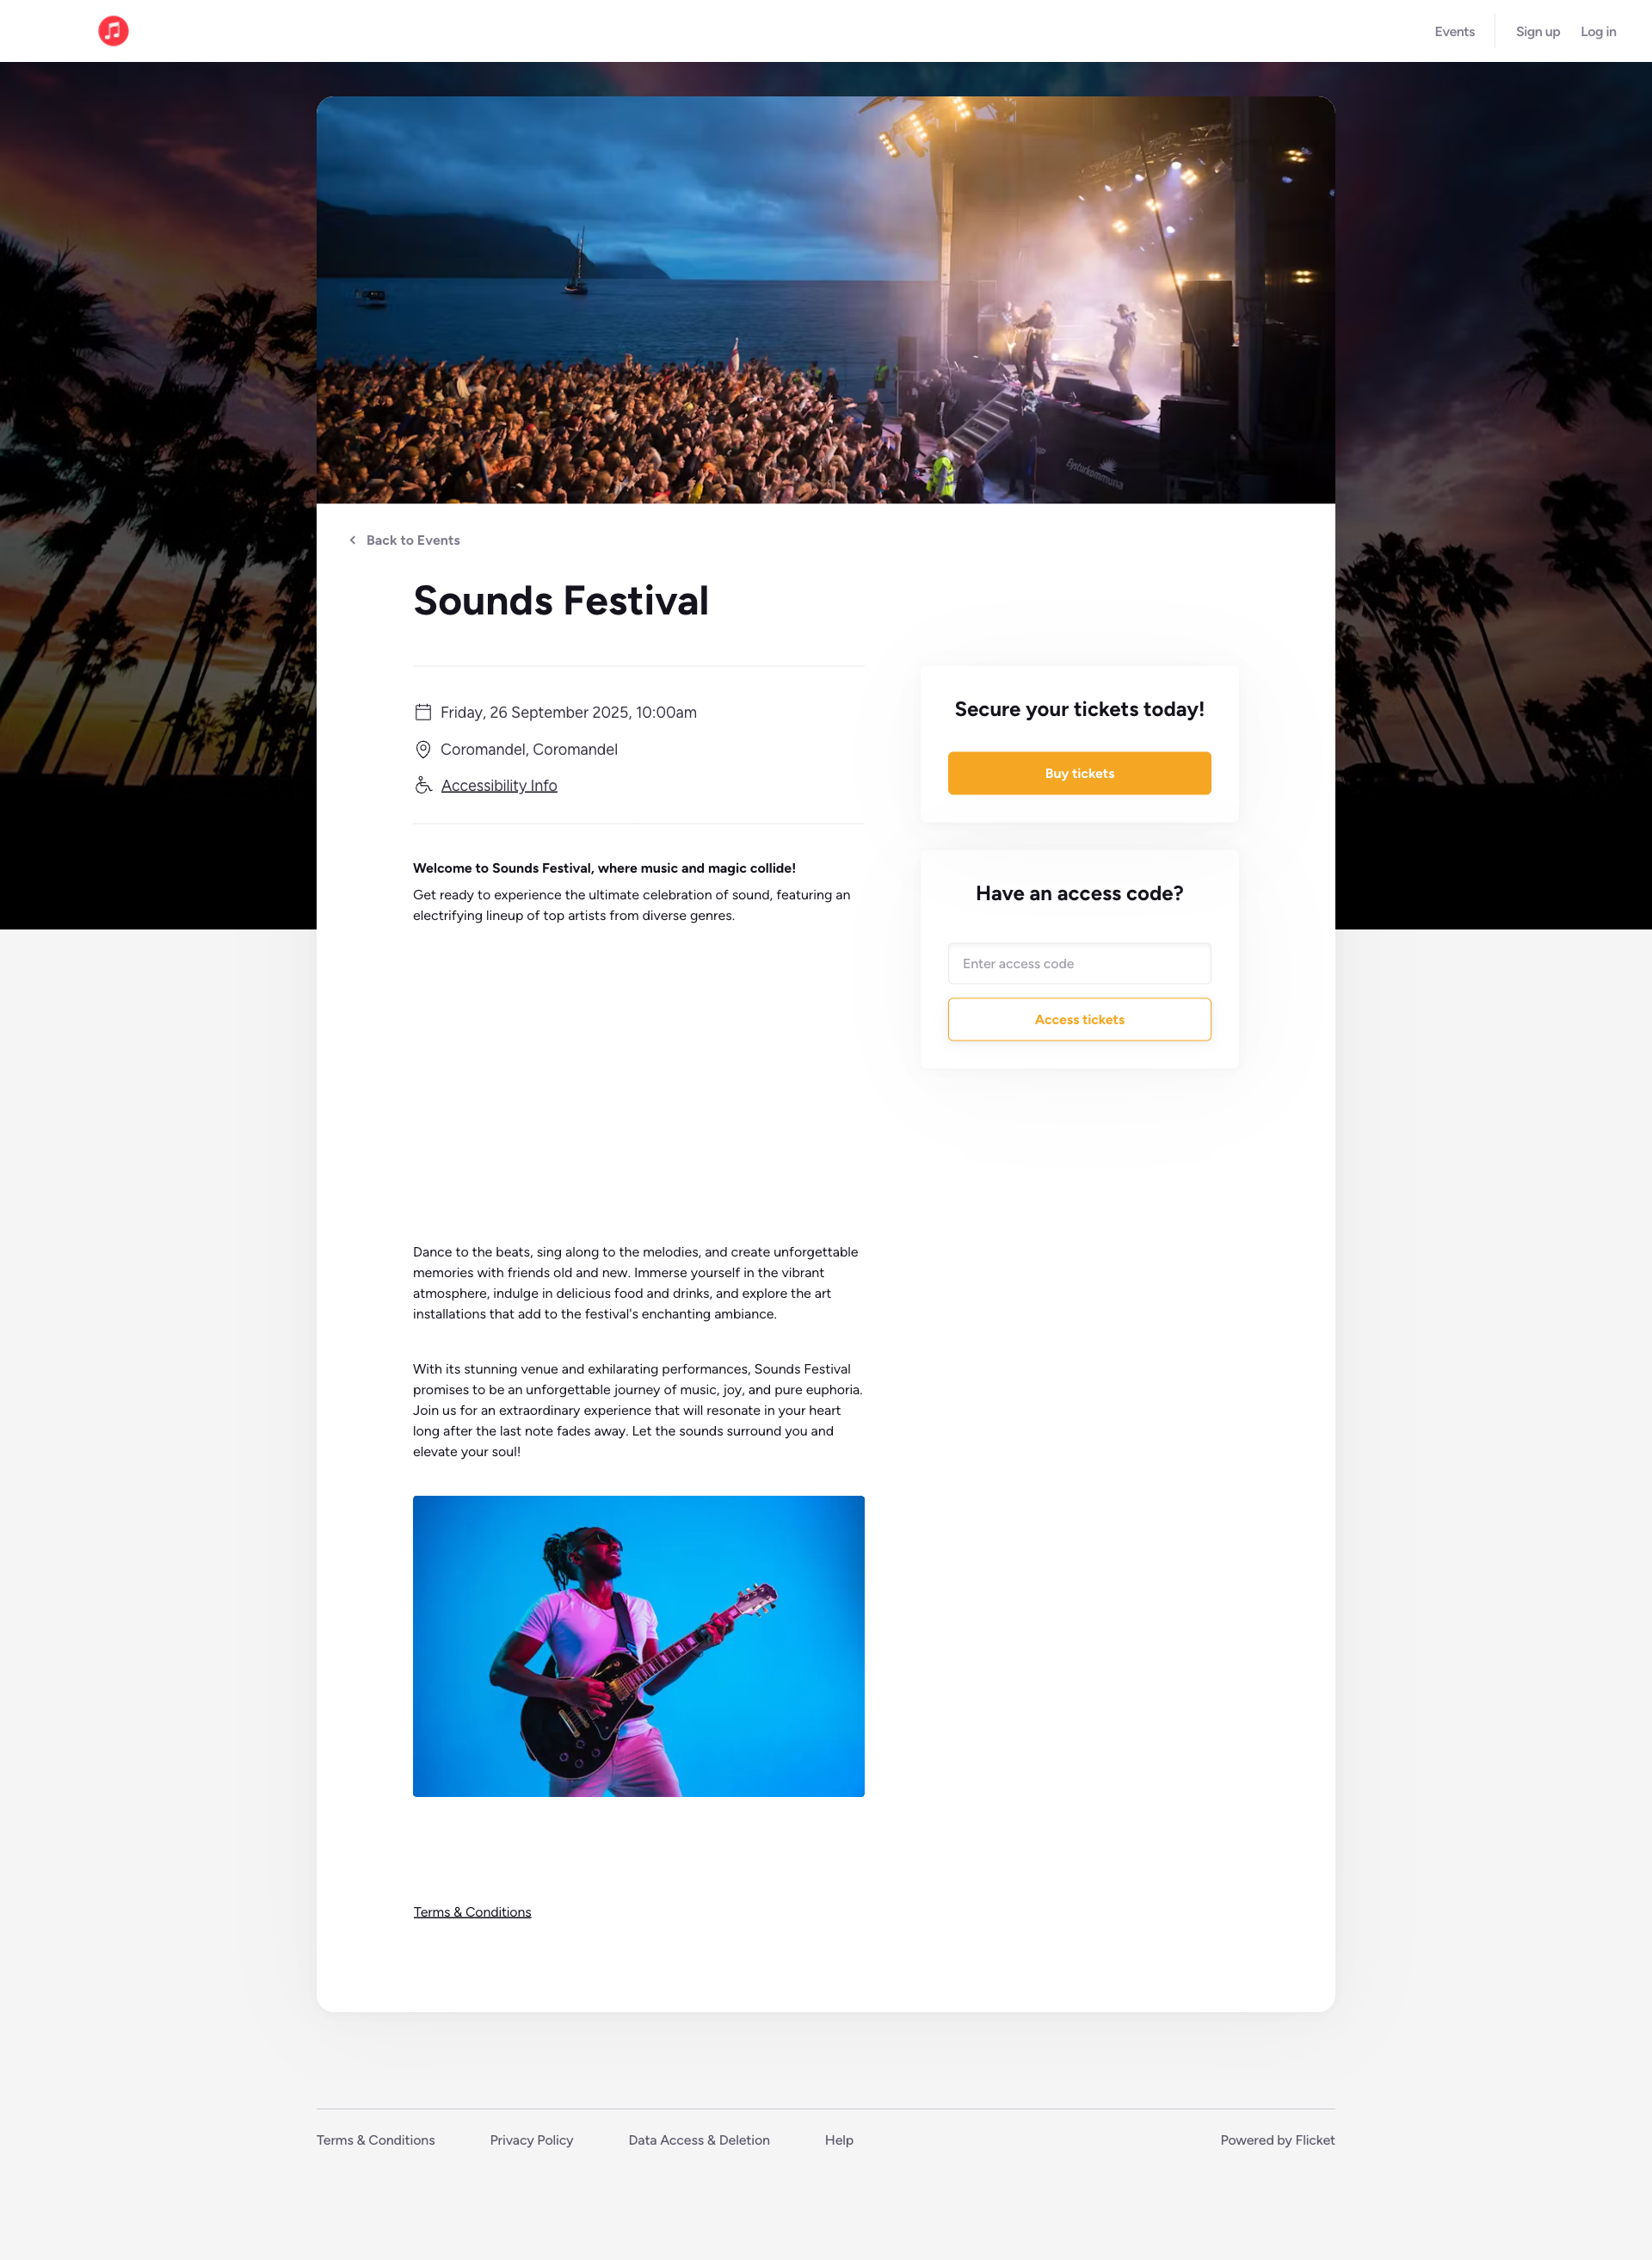 Events
Sign up
Log in
Eysturkommuna
Back to Events
Sounds Festival
Friday, 26 September 2025, 10:00am
Coromandel, Coromandel
Accessibility Info
Secure your tickets today!
Buy tickets
Have an access code?
Enter access code
Access tickets
Welcome to Sounds Festival, where music and magic collide!
Get ready to experience the ultimate celebration of sound, featuring an
electrifying lineup of top artists from diverse genres.
Dance to the beats, sing along to the melodies, and create unforgettable
memories with friends old and new. Immerse yourself in the vibrant
atmosphere, indulge in delicious food and drinks, and explore the art
installations that add to the festival's enchanting ambiance.
With its stunning venue and exhilarating performances, Sounds Festival
promises to be an unforgettable journey of music, joy, and pure euphoria.
Join us for an extraordinary experience that will resonate in your heart
long after the last note fades away. Let the sounds surround you and
elevate your soul!
Terms & Conditions
Terms & Conditions
Privacy Policy
Data Access & Deletion
Help
Powered by Flicket